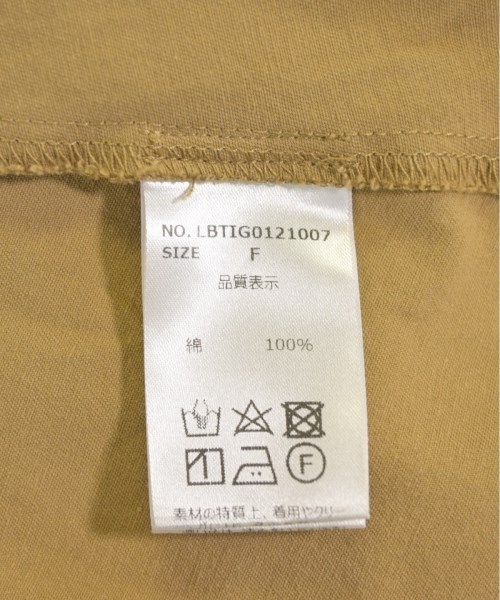 NO. LBTIG0121007
SIZE F
品質表示
綿 100%
F
素材の特質上、着用やクリー